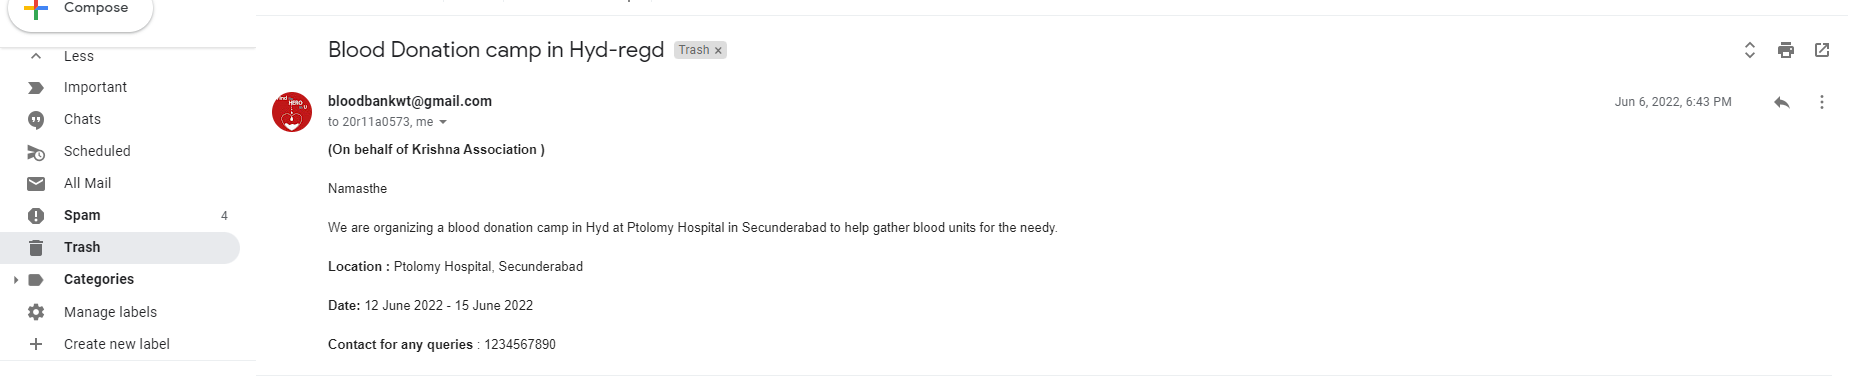 Compose
Less
Important
Chats
Scheduled
All Mail
Spam 4
Trash
Categories
Manage labels
Create new label
Blood Donation camp in Hyd-regd Trash x
bloodbankwt@gmail.com Jun 6, 2022, 6:43 PM
to 20r11a0573, me
(On behalf of Krishna Association )
Namasthe
We are organizing a blood donation camp in Hyd at Ptolomy Hospital in Secunderabad to help gather blood units for the needy.
Location : Ptolomy Hospital, Secunderabad
Date: 12 June 2022 - 15 June 2022
Contact for any queries : 1234567890